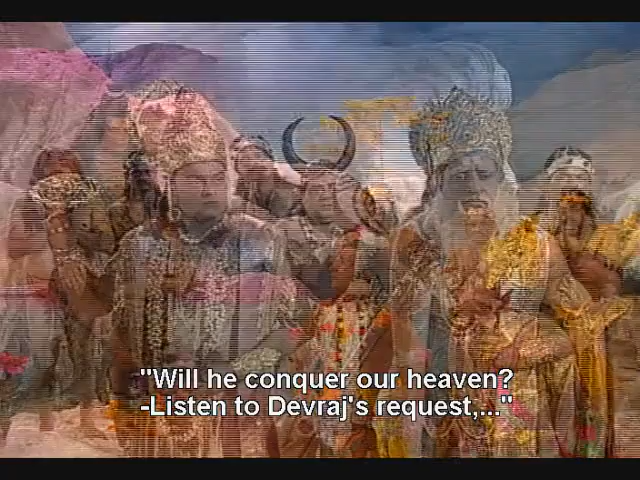 "Will he conquer our heaven?
-Listen to Devraj's request,..."